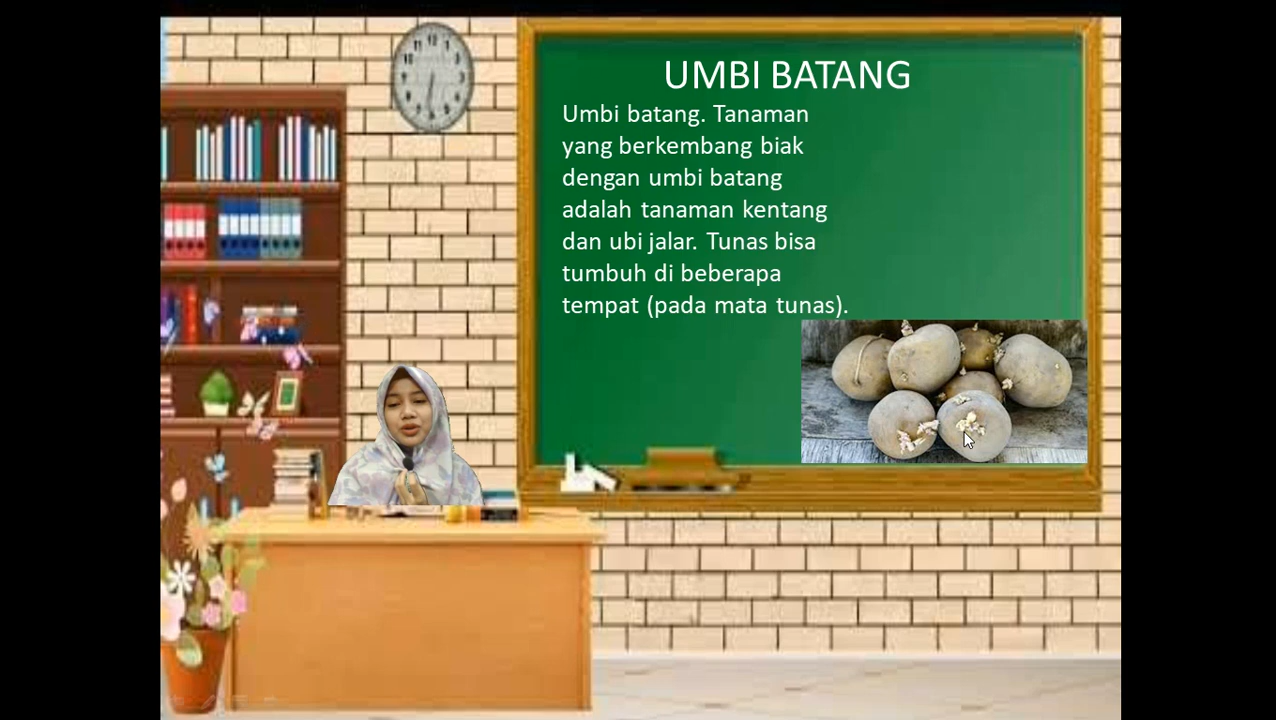 UMBI BATANG
Umbi batang. Tanaman
yang berkembang biak
dengan umbi batang
adalah tanaman kentang
dan ubi jalar. Tunas bisa
tumbuh di beberapa
tempat (pada mata tunas).